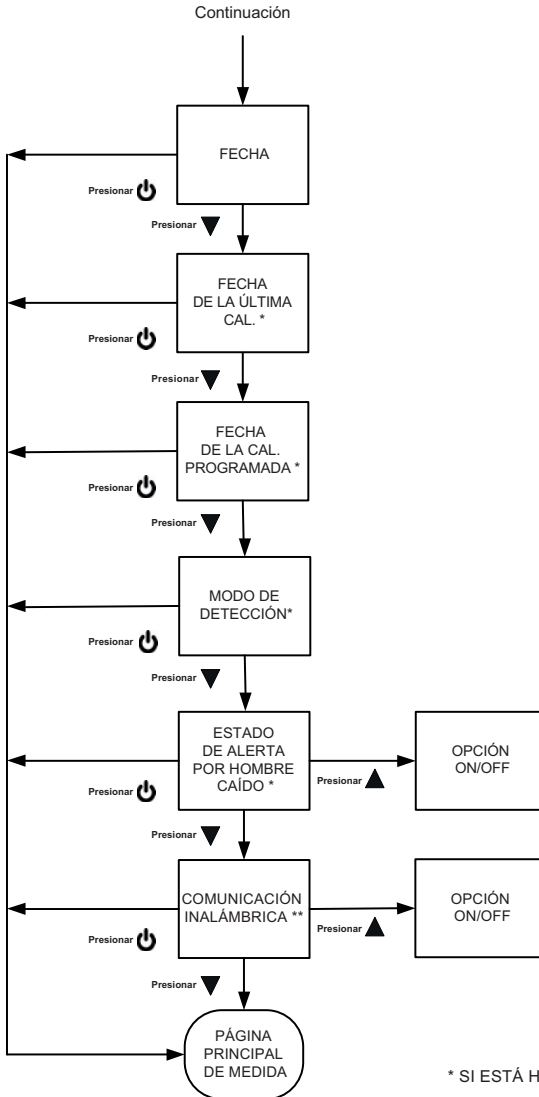 Continuación
FECHA
Presionar
Presionar
FECHA
DE LA ÚLTIMA
CAL. *
Presionar
Presionar
FECHA
DE LA CAL.
PROGRAMADA *
Presionar
Presionar
MODO DE
DETECCIÓN*
Presionar
Presionar
ESTADO
DE ALERTA
POR HOMBRE
CAÍDO *
Presionar
OPCIÓN
ON/OFF
Presionar
Presionar
COMUNICACIÓN
INALÁMBRICA **
Presionar
OPCIÓN
ON/OFF
Presionar
Presionar
PÁGINA
PRINCIPAL
DE MEDIDA
* SI ESTÁ H